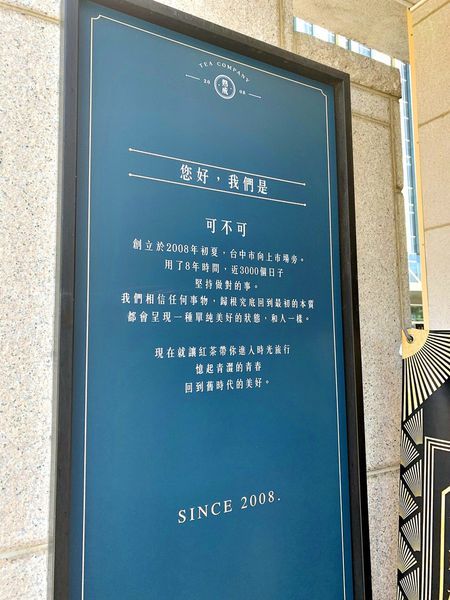 TEA COMPANY
20 熟成 08
您好，我們是
可不可
創立於2008年初夏，台中市向上市場旁。
用了8年時間，近3000個日子
堅持做對的事。
我們相信任何事物，歸根究底回到最初的本質
都會呈現一種單純美好的狀態，和人一樣。
現在就讓紅茶帶你進入時光旅行
憶起青澀的青春
回到舊時代的美好。
SINCE 2008.